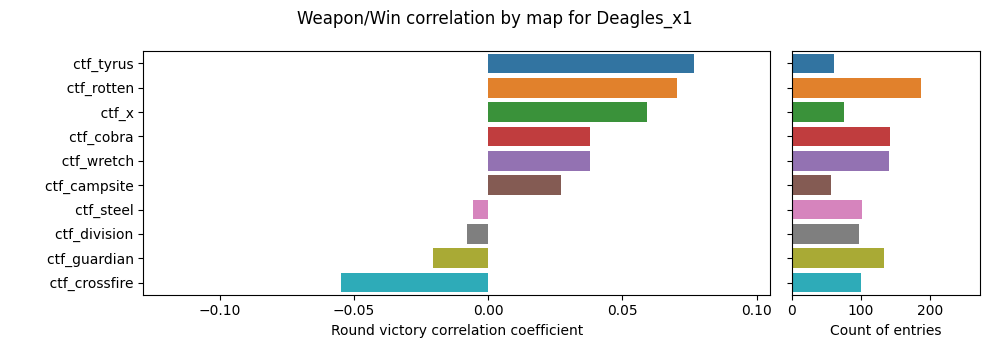 Weapon/Win correlation by map for Deagles_x1
ctf_tyrus
ctf_rotten
ctf_x
ctf_cobra
ctf_wretch
ctf_campsite
ctf_steel
ctf_division
ctf_guardian
ctf_crossfire
−0.10 −0.05 0.00 0.05 0.10
Round victory correlation coefficient
0 100 200
Count of entries